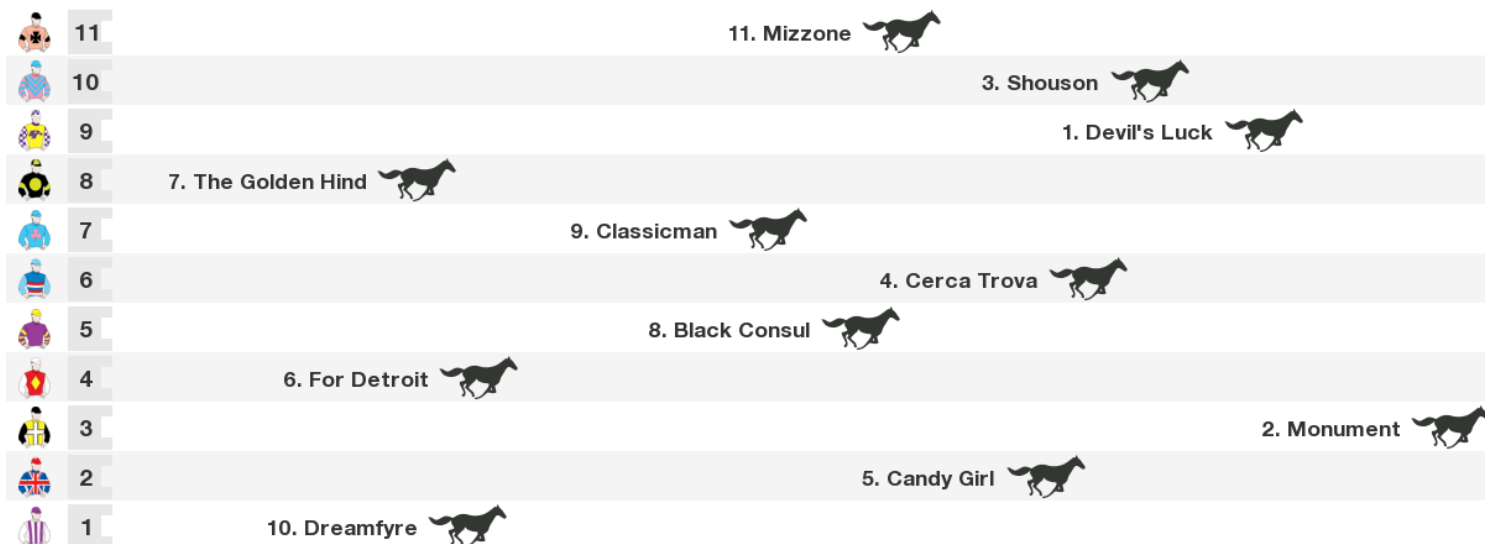 11 11. Mizzone
10 3. Shouson
9 1. Devil's Luck
8 7. The Golden Hind
7 9. Classicman
6 4. Cerca Trova
5 8. Black Consul
4 6. For Detroit
3 2. Monument
2 5. Candy Girl
1 10. Dreamfyre